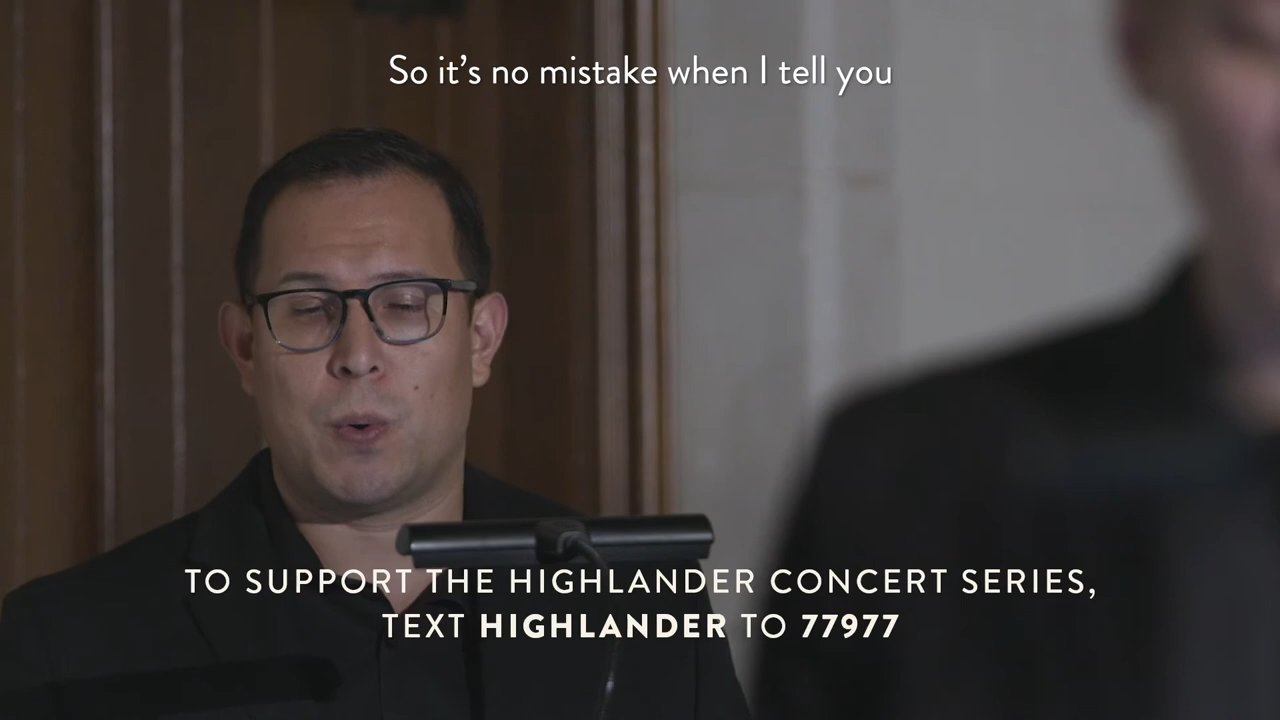 So it's no mistake when I tell you
TO SUPPORT THE HIGHLANDER CONCERT SERIES,
TEXT HIGHLANDER TO 77977